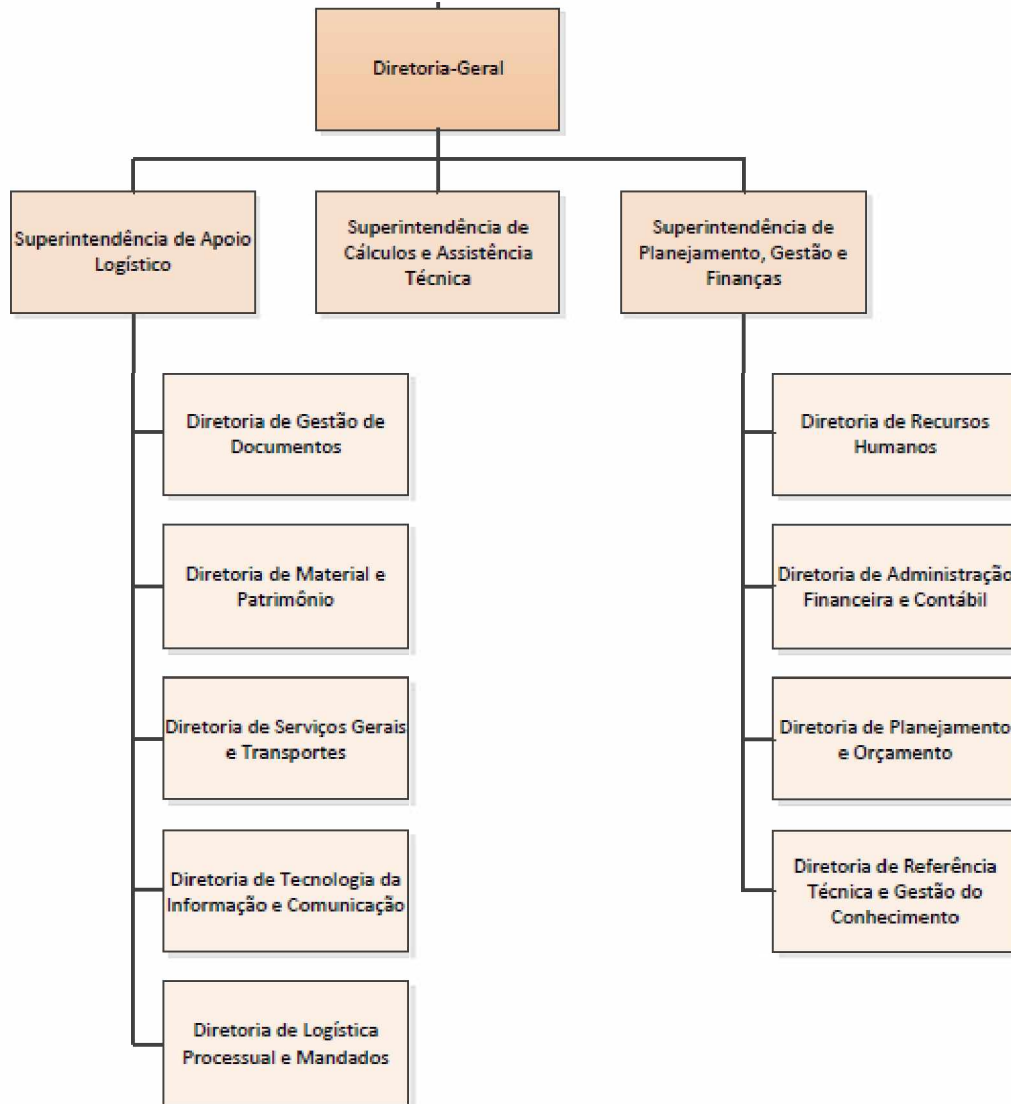 Diretoria-Geral
Superintendência de Apoio
Logístico
Superintendência de
Cálculos e Assistência
Técnica
Superintendência de
Planejamento, Gestão e
Finanças
Diretoria de Gestão de
Documentos
Diretoria de Material e
Patrimônio
Diretoria de Serviços Gerais
e Transportes
Diretoria de Tecnologia da
Informação e Comunicação
Diretoria de Logística
Processual e Mandados
Diretoria de Recursos
Humanos
Diretoria de Administração
Financeira e Contábil
Diretoria de Planejamento
e Orçamento
Diretoria de Referência
Técnica e Gestão do
Conhecimento